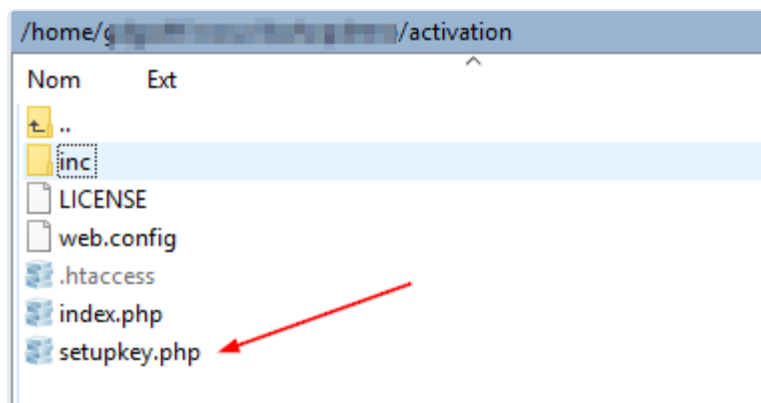 /home/g /activation
Nom Ext
..
inc
LICENSE
web.config
.htaccess
index.php
setupkey.php